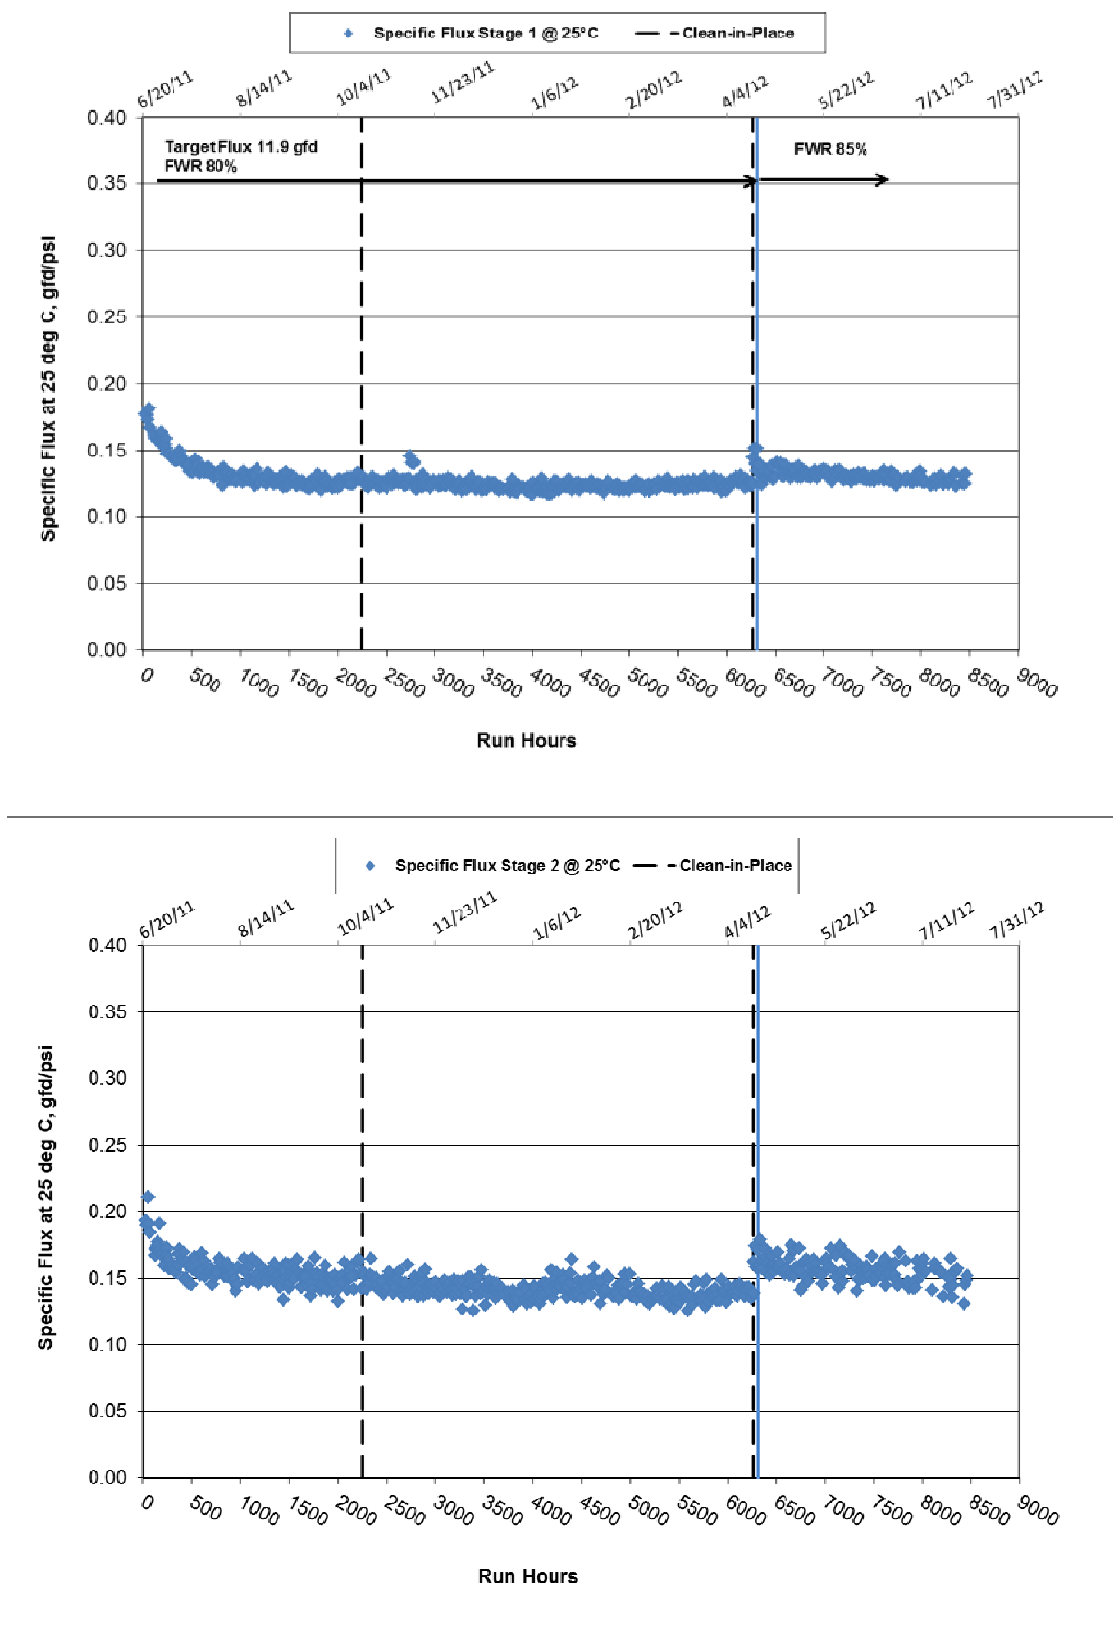 Specific Flux Stage 1 @ 25°C Clean-in-Place
6/20/11 8/14/11 10/4/11 11/23/11 1/6/12 2/20/12 4/4/12 5/22/12 7/11/12 7/31/12
0.40
Target Flux 11.9 gfd
FWR 80%
FWR 85%
0.35
0.30
0.25
0.20
0.15
0.10
0.05
0.00
Specific Flux at 25 deg C, gfd/psi
0 500 1000 1500 2000 2500 3000 3500 4000 4500 5000 5500 6000 6500 7000 7500 8000 8500 9000
Run Hours
Specific Flux Stage 2 @ 25°C Clean-in-Place
6/20/11 8/14/11 10/4/11 11/23/11 1/6/12 2/20/12 4/4/12 5/22/12 7/11/12 7/31/12
0.40
0.35
0.30
0.25
0.20
0.15
0.10
0.05
0.00
Specific Flux at 25 deg C, gfd/psi
0 500 1000 1500 2000 2500 3000 3500 4000 4500 5000 5500 6000 6500 7000 7500 8000 8500 9000
Run Hours